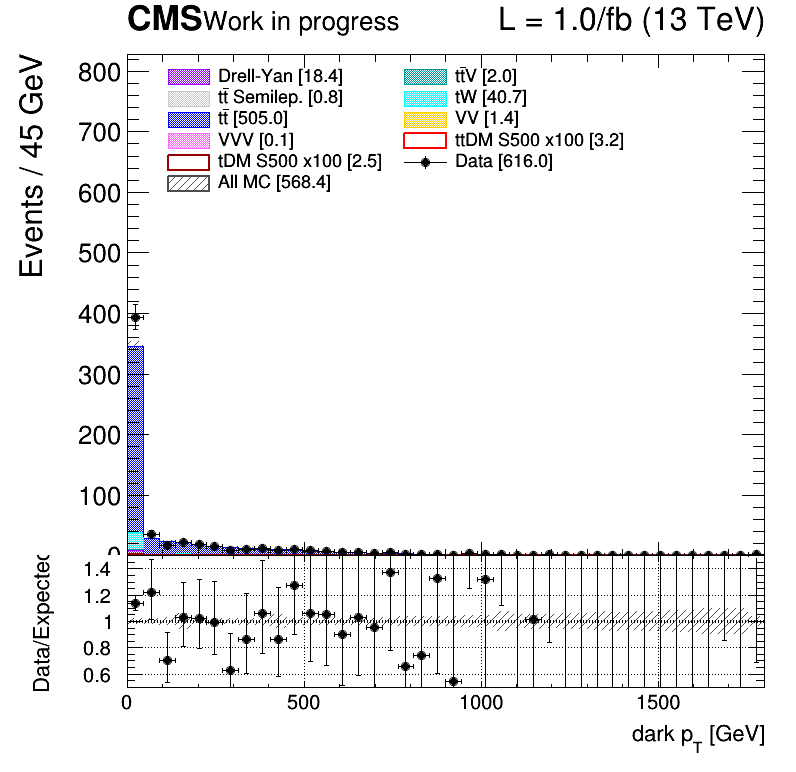 CMS Work in progress L = 1.0/fb (13 TeV)
Events / 45 GeV
800
700
600
500
400
300
200
100
0
Drell-Yan [18.4]
tt̄ Semilep. [0.8]
tt̄ [505.0]
VVV [0.1]
tDM S500 x100 [2.5]
All MC [568.4]
tt̄V [2.0]
tW [40.7]
VV [1.4]
ttDM S500 x100 [3.2]
Data [616.0]
Data/Expected
1.4
1.2
1
0.8
0.6
0 500 1000 1500
dark p_T [GeV]